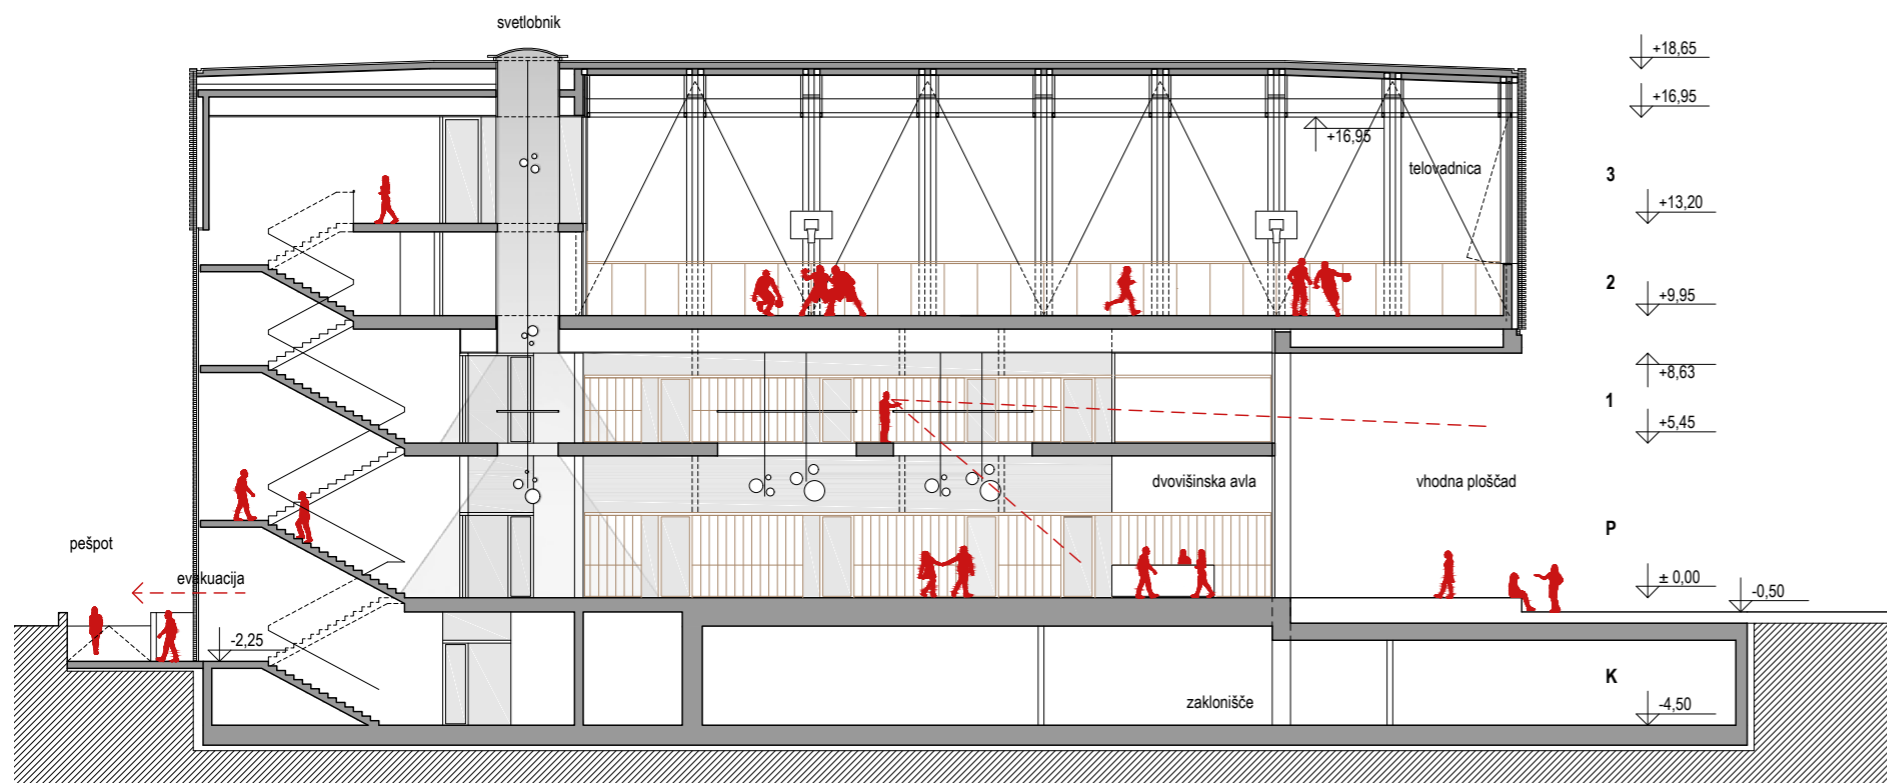 svetlobnik
+18,65
+16,95
+16,95
telovadnica
3
+13,20
2
+9,95
+8,63
1
+5,45
dvovišinska avla
vhodna ploščad
P
pešpot
evakuacija
± 0,00
-0,50
-2,25
K
zaklonišče
-4,50